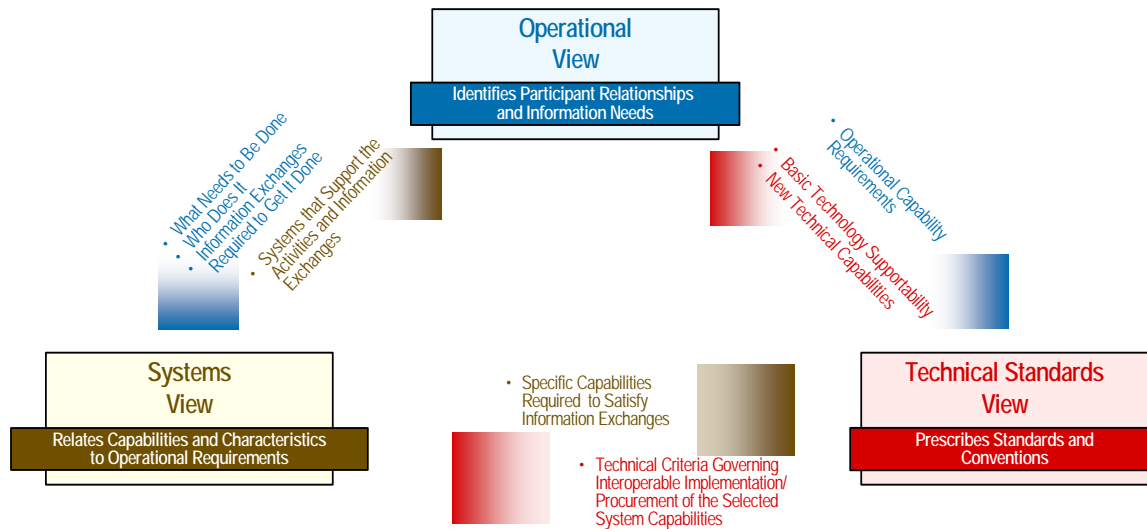 Operational
View
Identifies Participant Relationships
and Information Needs
• What Needs to Be Done
• Who Does It
• Information Exchanges
Required to Get It Done
• Systems that Support the
Activities and Information
Exchanges
• Operational Capability
Requirements
• Basic Technology Supportability
• New Technical Capabilities
Systems
View
Relates Capabilities and Characteristics
to Operational Requirements
• Specific Capabilities
Required to Satisfy
Information Exchanges
• Technical Criteria Governing
Interoperable Implementation/
Procurement of the Selected
System Capabilities
Technical Standards
View
Prescribes Standards and
Conventions